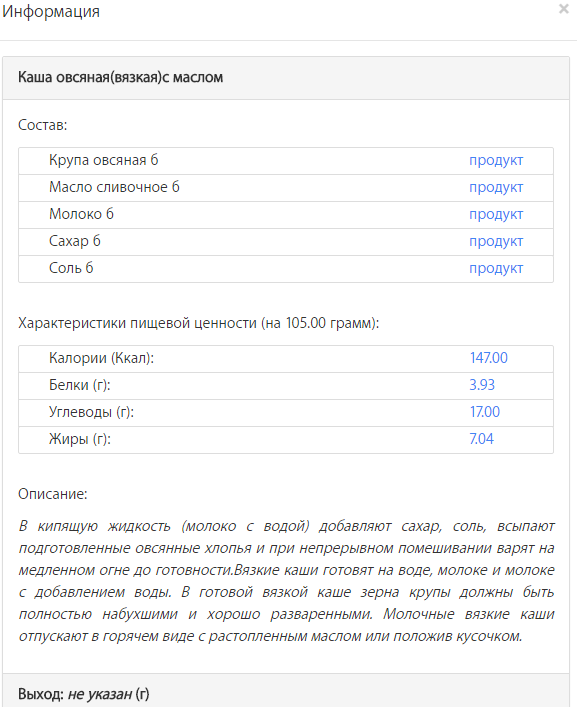 Информация
×
Каша овсяная(вязкая)с маслом
Состав:
Крупа овсяная б продукт
Масло сливочное б продукт
Молоко б продукт
Сахар б продукт
Соль б продукт
Характеристики пищевой ценности (на 105.00 грамм):
Калории (Ккал): 147.00
Белки (г): 3.93
Углеводы (г): 17.00
Жиры (г): 7.04
Описание:
В кипящую жидкость (молоко с водой) добавляют сахар, соль, всыпают
подготовленные овсянные хлопья и при непрерывном помешивании варят на
медленном огне до готовности.Вязкие каши готовят на воде, молоке и молоке
с добавлением воды. В готовой вязкой каше зерна крупы должны быть
полностью набухшими и хорошо разваренными. Молочные вязкие каши
отпускают в горячем виде с растопленным маслом или положив кусочком.
Выход: не указан (г)